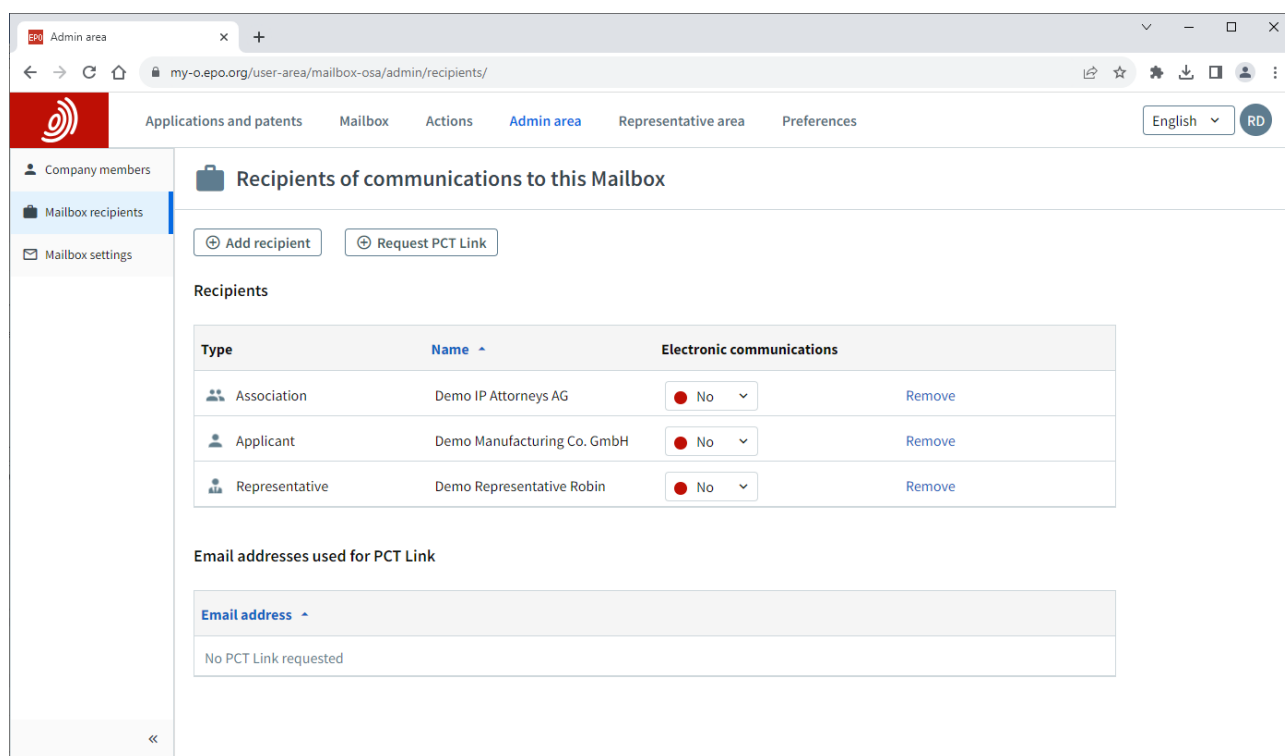 EPO Admin area
my-o.epo.org/user-area/mailbox-osa/admin/recipients/
Applications and patents Mailbox Actions Admin area Representative area Preferences English RD
Company members
Mailbox recipients
Mailbox settings
Recipients of communications to this Mailbox
Add recipient Request PCT Link
Recipients
Type Name Electronic communications
Association Demo IP Attorneys AG No Remove
Applicant Demo Manufacturing Co. GmbH No Remove
Representative Demo Representative Robin No Remove
Email addresses used for PCT Link
Email address
No PCT Link requested
«